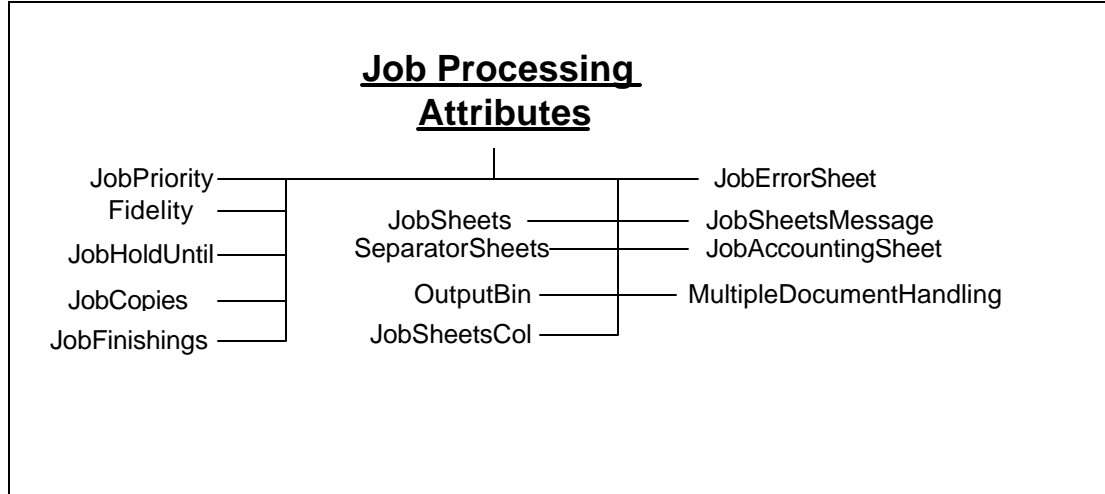 Job Processing
Attributes
JobPriority
Fidelity
JobHoldUntil
JobCopies
JobFinishings
JobSheets
SeparatorSheets
OutputBin
JobSheetsCol
JobErrorSheet
JobSheetsMessage
JobAccountingSheet
MultipleDocumentHandling